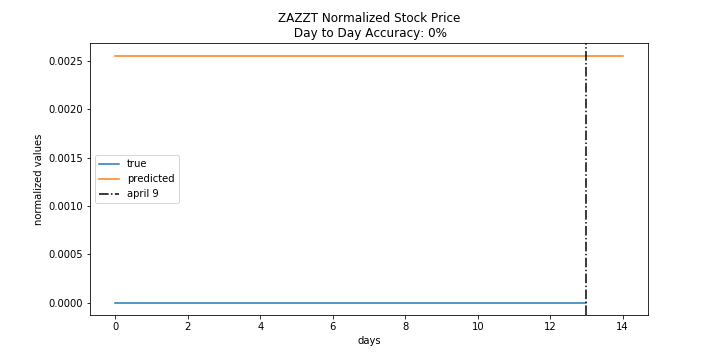 ZAZZT Normalized Stock Price
Day to Day Accuracy: 0%
0.0025
0.0020
0.0015
0.0010
0.0005
0.0000
normalized values
true
predicted
april 9
0 2 4 6 8 10 12 14
days